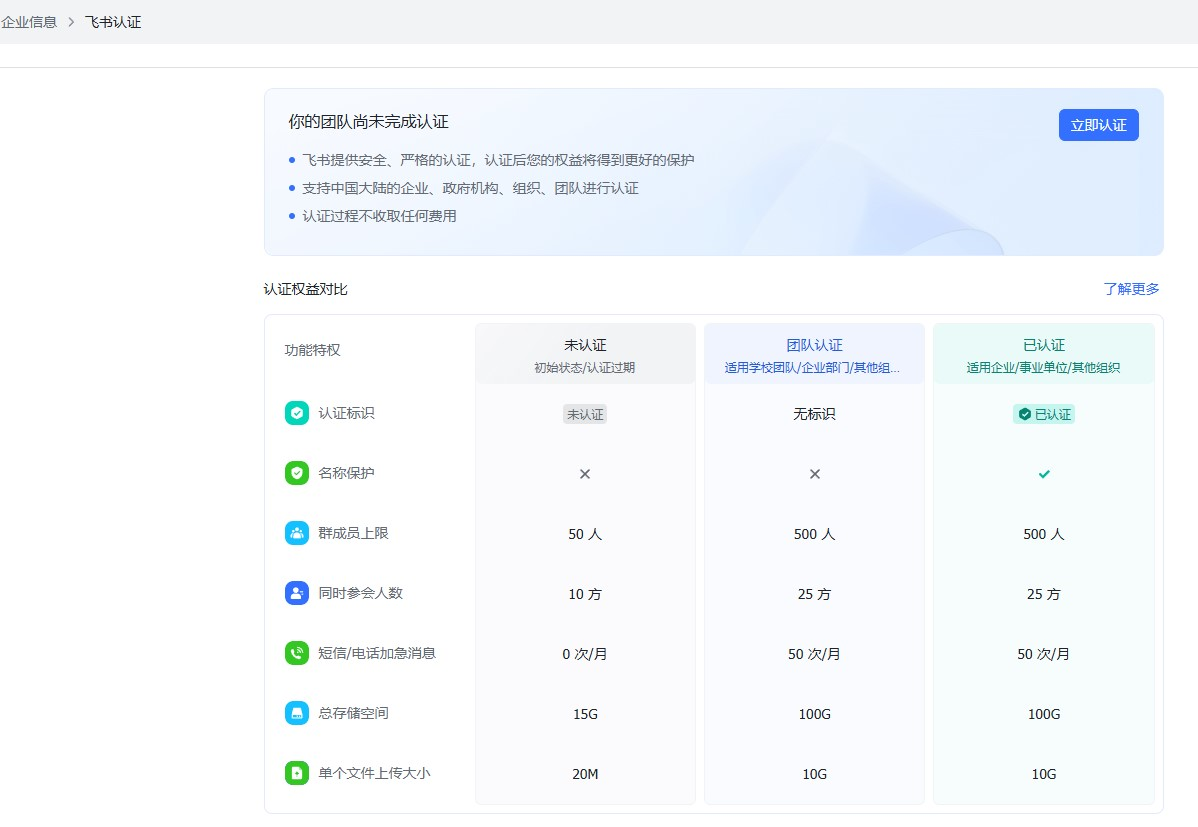 企业信息 > 飞书认证
你的团队尚未完成认证
立即认证
飞书提供安全、严格的认证，认证后您的权益将得到更好的保护
支持中国大陆的企业、政府机构、组织、团队进行认证
认证过程不收取任何费用
认证权益对比 了解更多
功能特权 未认证 团队认证 已认证
初始状态/认证过期 适用学校团队/企业部门/其他组... 适用企业/事业单位/其他组织
认证标识 未认证 无标识 已认证
名称保护
群成员上限 50 人 500 人 500 人
同时参会人数 10 方 25 方 25 方
短信/电话加急消息 0 次/月 50 次/月 50 次/月
总存储空间 15G 100G 100G
单个文件上传大小 20M 10G 10G